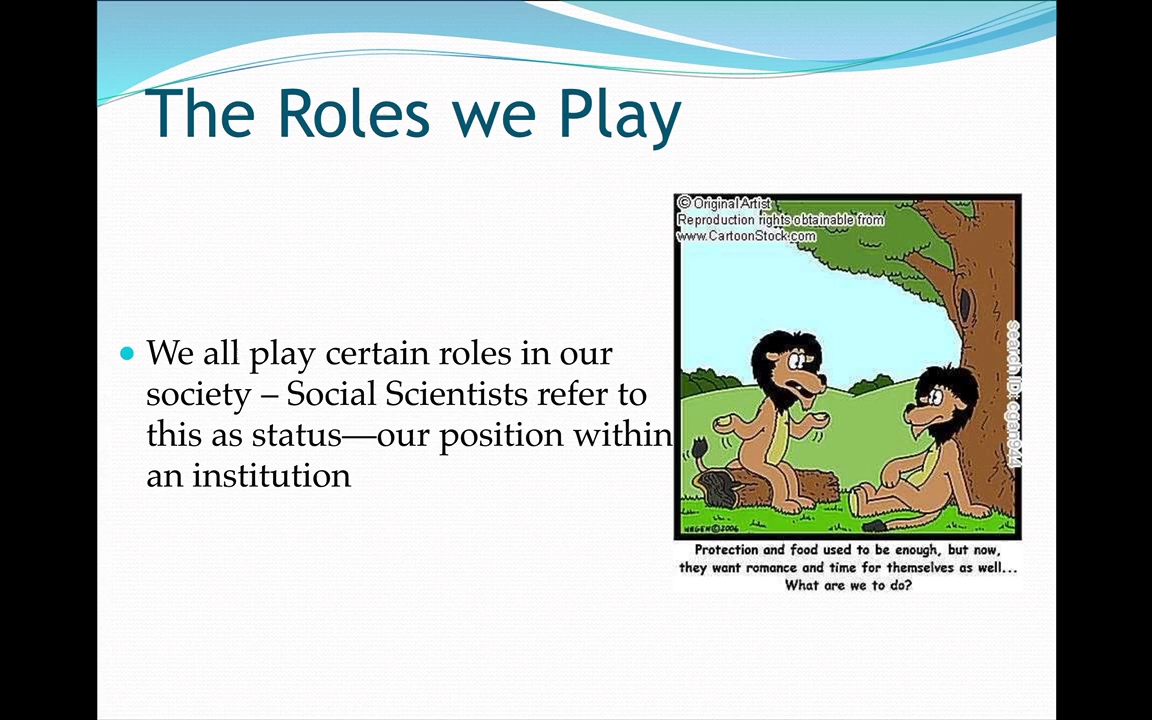 The Roles we Play
We all play certain roles in our
society – Social Scientists refer to
this as status—our position within
an institution
© Original Artist
Reproduction rights obtainable from
www.CartoonStock.com
HAGEN©2006
Protection and food used to be enough, but now,
they want romance and time for themselves as well...
What are we to do?